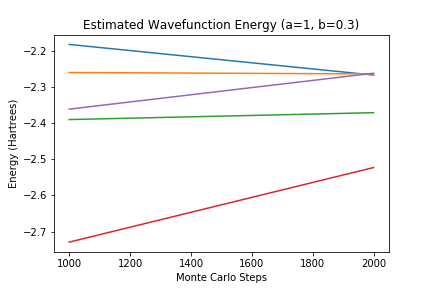 Estimated Wavefunction Energy (a=1, b=0.3)
Energy (Hartrees)
−2.2
−2.3
−2.4
−2.5
−2.6
−2.7
1000 1200 1400 1600 1800 2000
Monte Carlo Steps